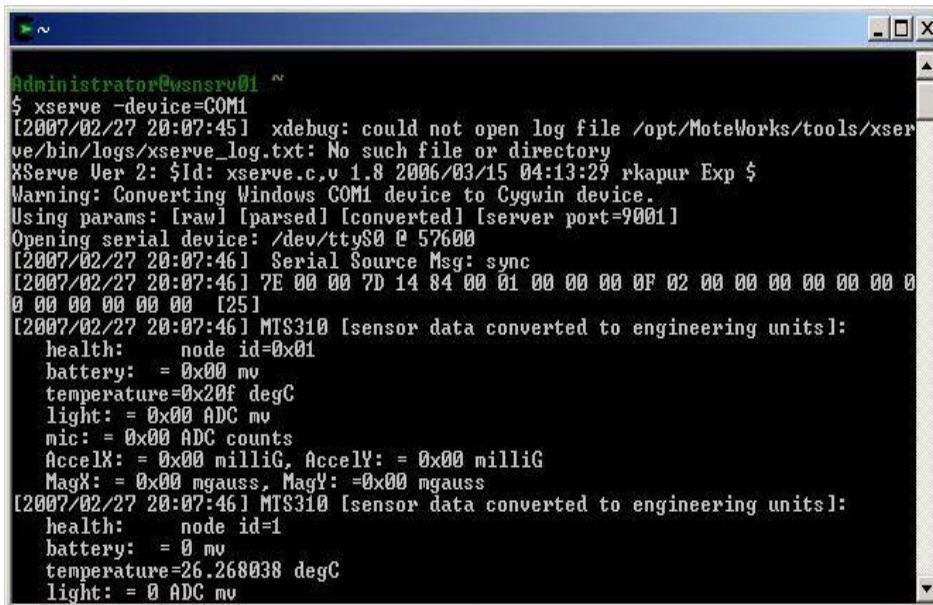 ~
Administrator@wsnsrv01 ~
$ xserve -device=COM1
[2007/02/27 20:07:45]  xdebug: could not open log file /opt/MoteWorks/tools/xser
ve/bin/logs/xserve_log.txt: No such file or directory
XServe Ver 2: $Id: xserve.c,v 1.8 2006/03/15 04:13:29 rkapur Exp $
Warning: Converting Windows COM1 device to Cygwin device.
Using params: [raw] [parsed] [converted] [server port=9001]
Opening serial device: /dev/ttyS0 @ 57600
[2007/02/27 20:07:46]  Serial Source Msg: sync
[2007/02/27 20:07:46] 7E 00 00 7D 14 84 00 01 00 00 00 0F 02 00 00 00 00 00 00 0
0 00 00 00 00 00  [25]
[2007/02/27 20:07:46] MTS310 [sensor data converted to engineering units]:
   health:     node id=0x01
   battery:  = 0x00 mv
   temperature=0x20f degC
   light: = 0x00 ADC mv
   mic: = 0x00 ADC counts
   AccelX: = 0x00 milliG, AccelY: = 0x00 milliG
   MagX: = 0x00 mgauss, MagY: =0x00 mgauss
[2007/02/27 20:07:46] MTS310 [sensor data converted to engineering units]:
   health:     node id=1
   battery:  = 0 mv
   temperature=26.268038 degC
   light: = 0 ADC mv